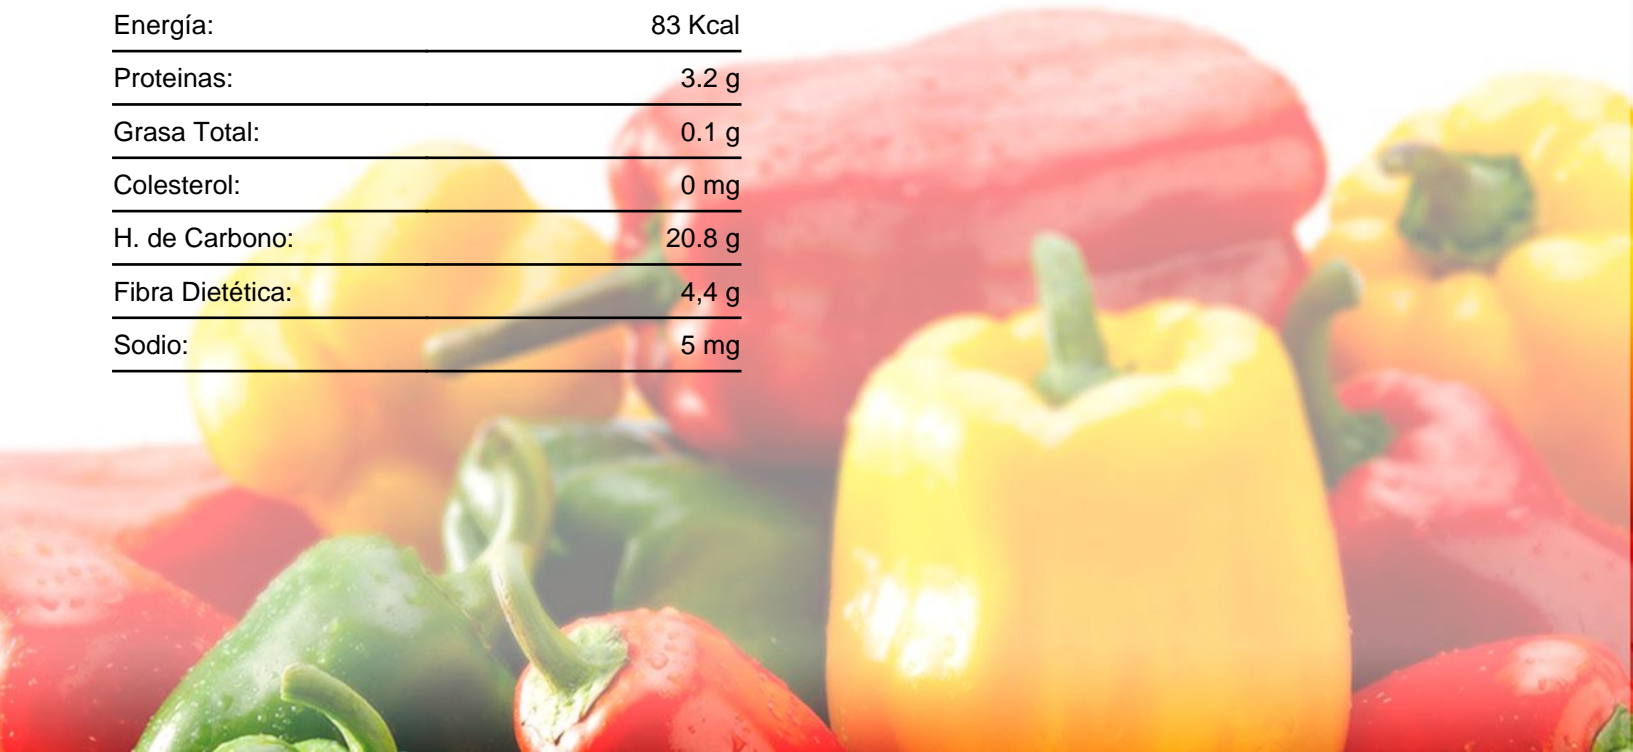 Energía: 83 Kcal
Proteinas: 3.2 g
Grasa Total: 0.1 g
Colesterol: 0 mg
H. de Carbono: 20.8 g
Fibra Dietética: 4,4 g
Sodio: 5 mg